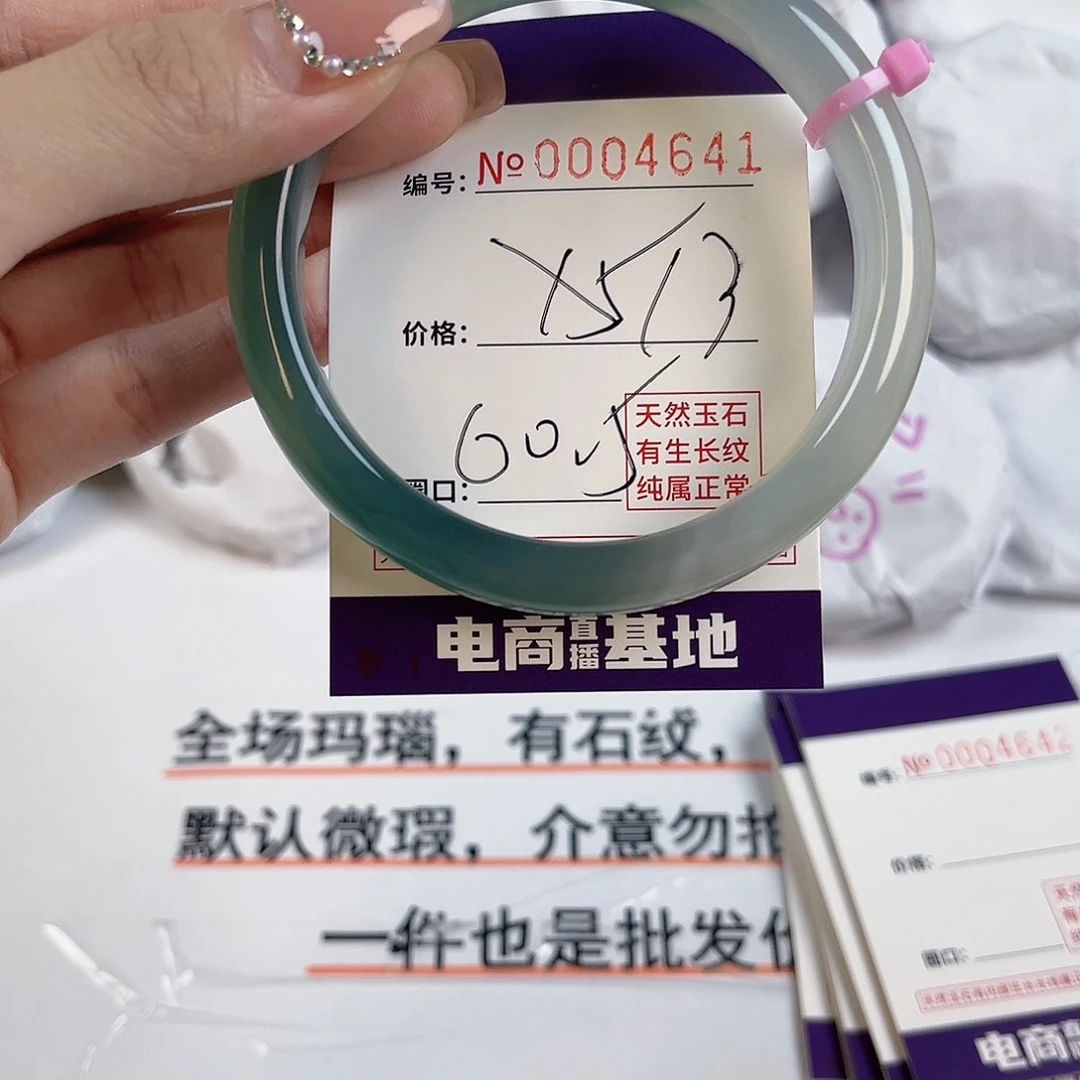 编号: №0004641
价格:
60.5
圈口:
天然玉石
有生长纹
纯属正常
电商直播基地
全场玛瑙，有石纹，
默认微瑕，介意勿拍
一件也是批发价
编号: №0004642
价格:
圈口:
电商